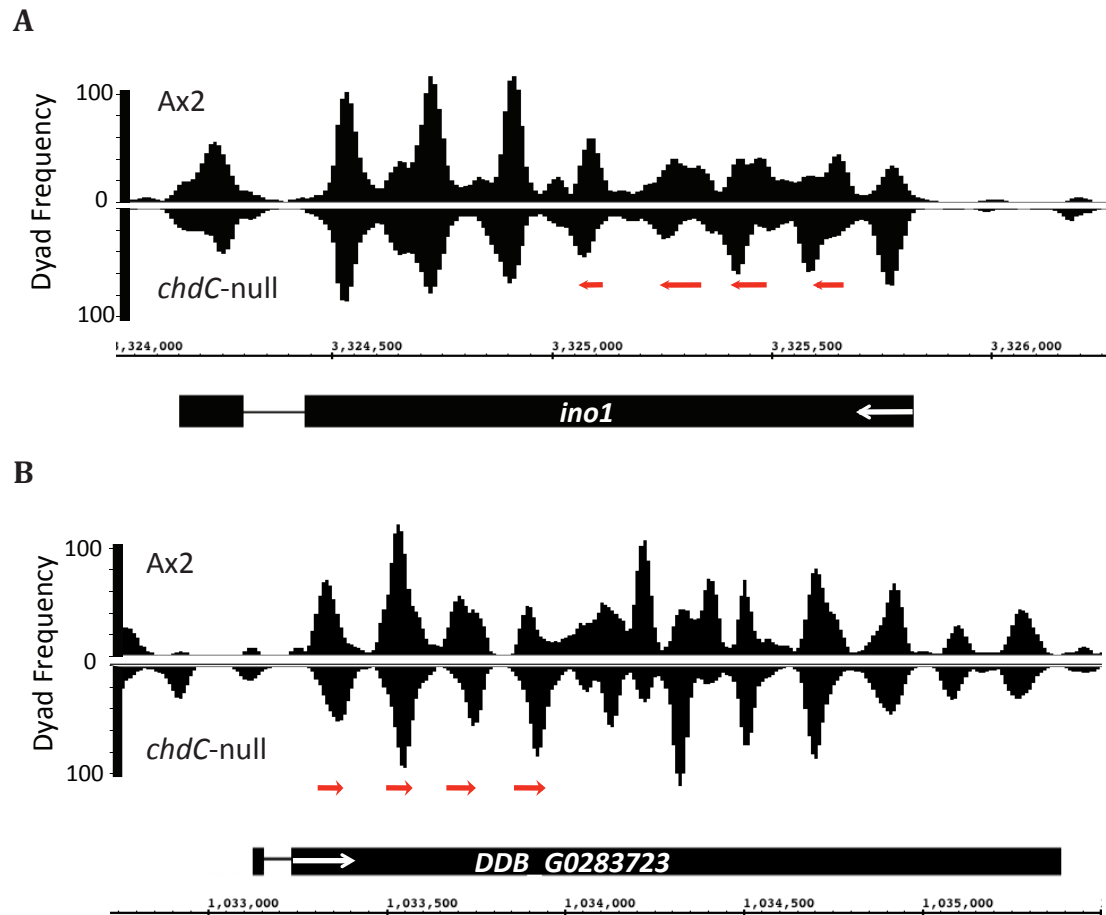 A
Dyad Frequency
100
Ax2
0
chdC-null
100
3,324,000 3,324,500 3,325,000 3,325,500 3,326,000
ino1
B
Dyad Frequency
100
Ax2
0
chdC-null
100
DDB_G0283723
1,033,000 1,033,500 1,034,000 1,034,500 1,035,000